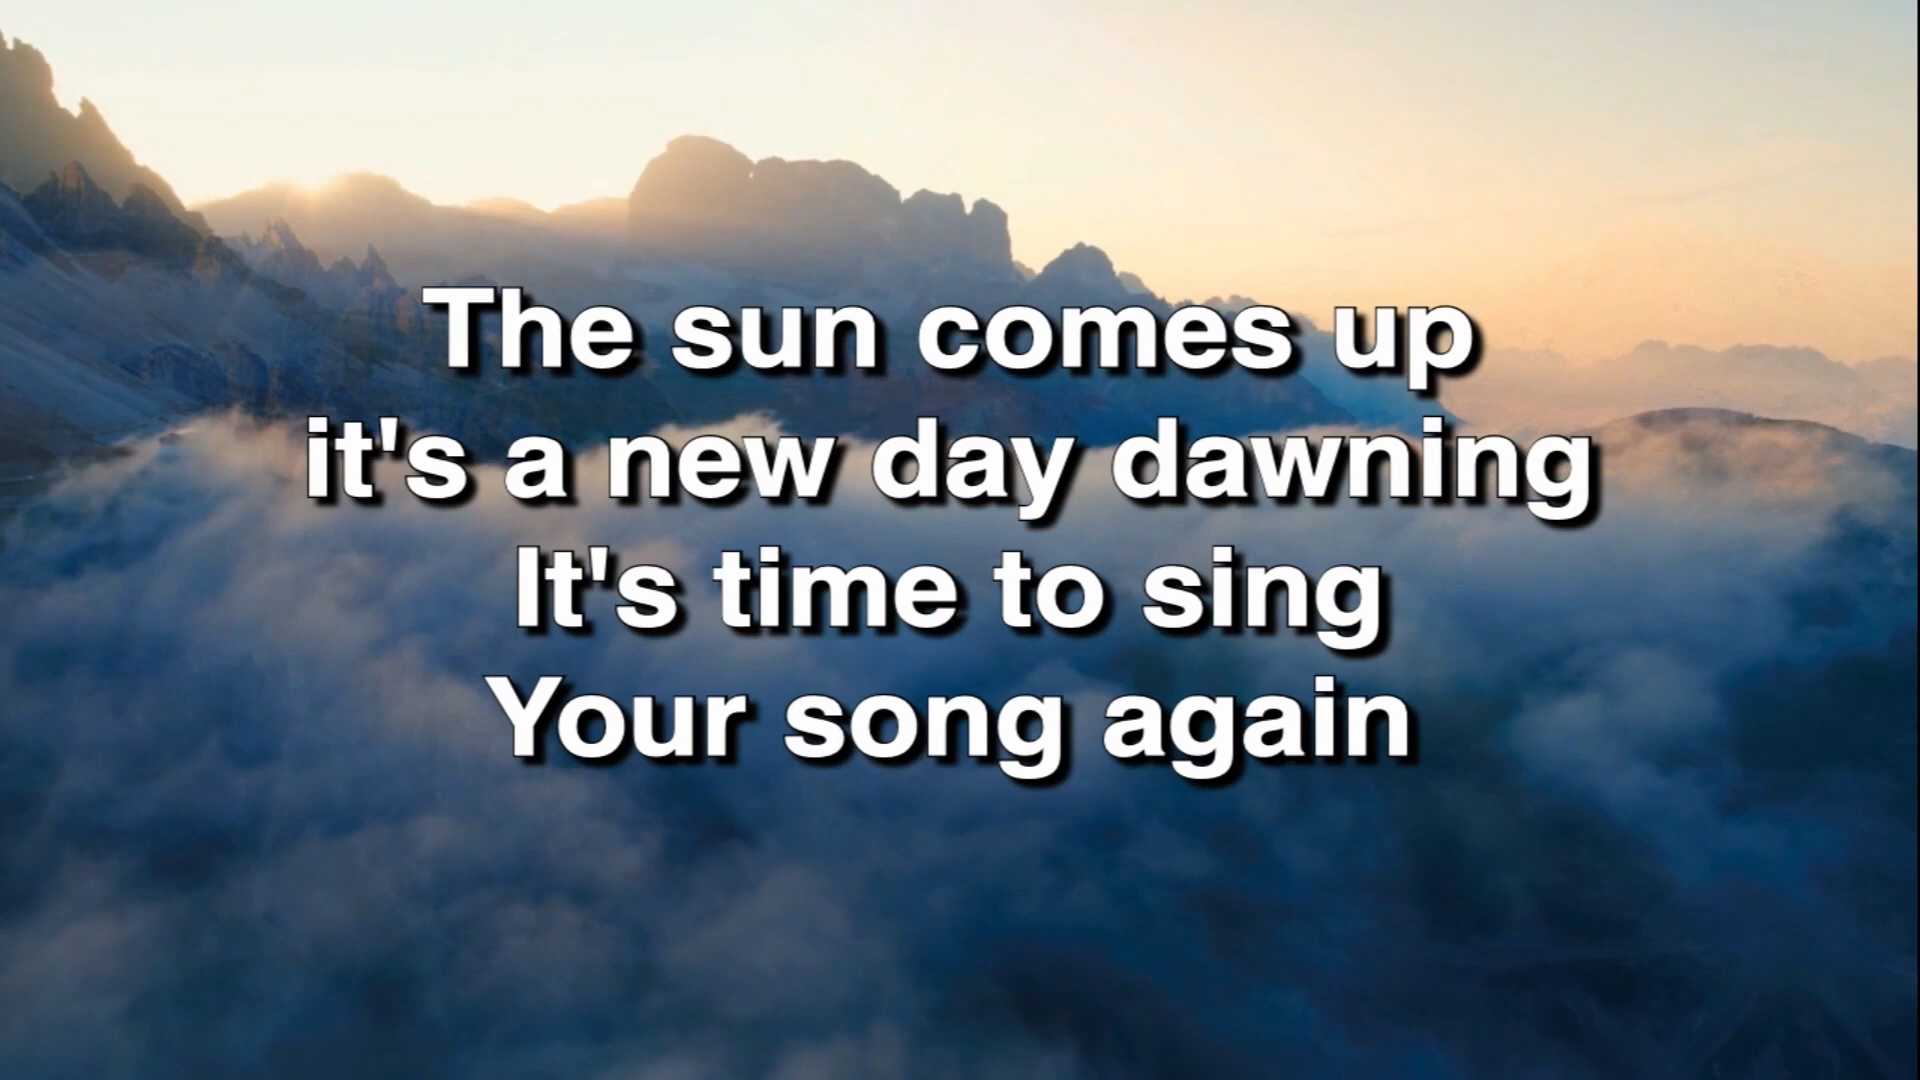 The sun comes up
it's a new day dawning
It's time to sing
Your song again